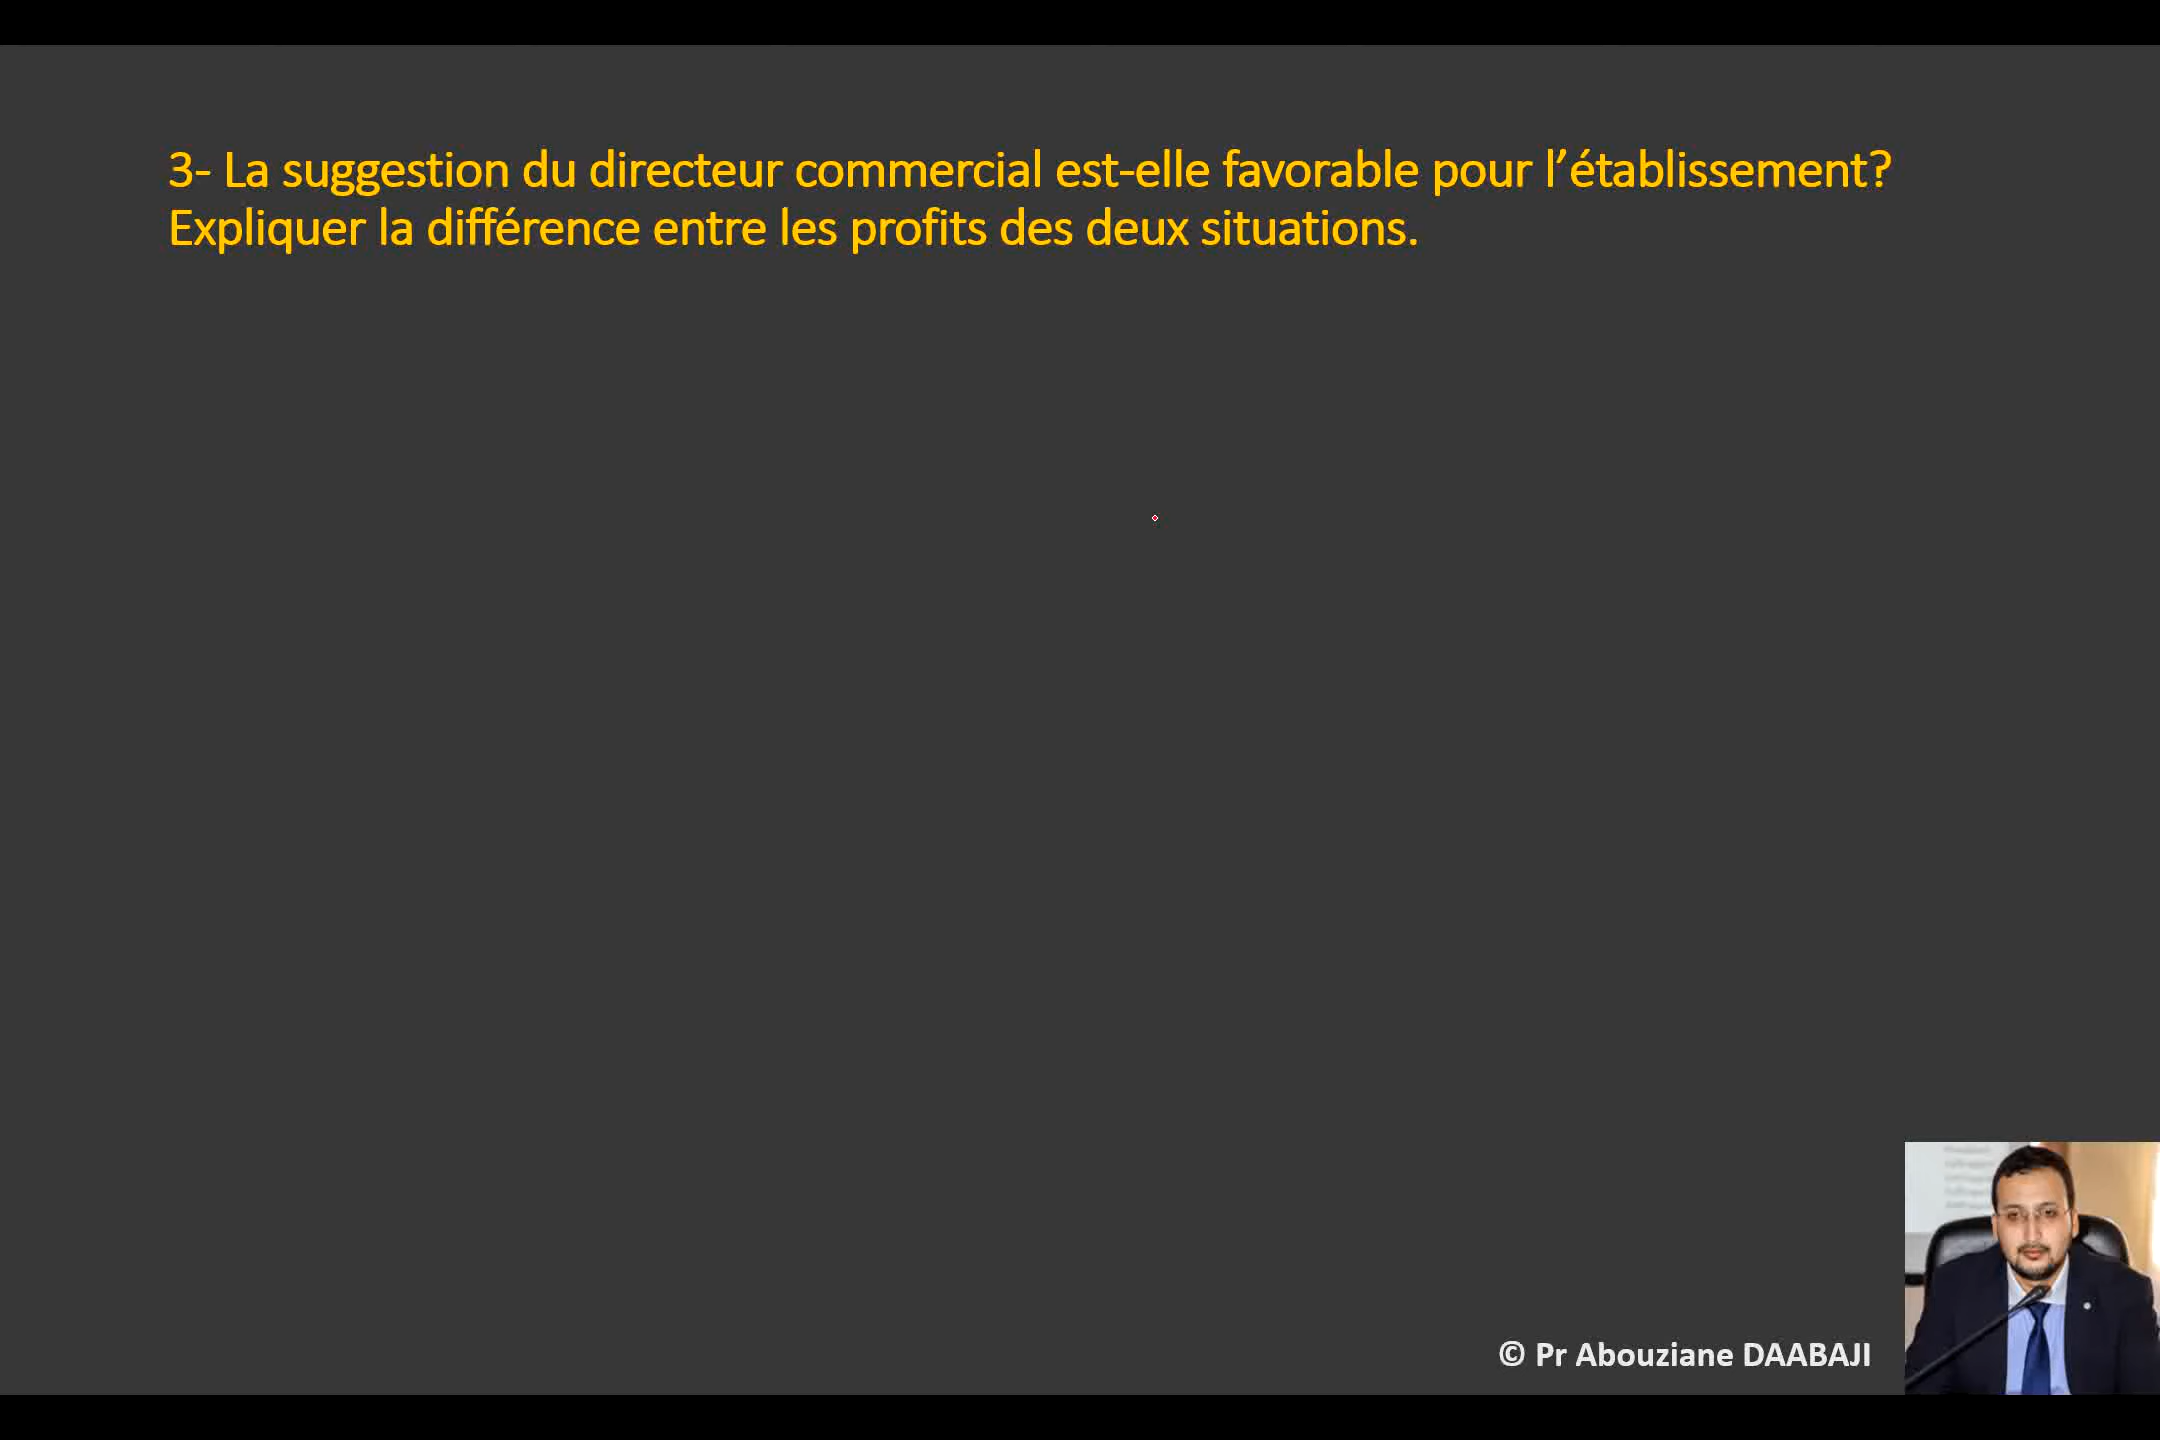 3- La suggestion du directeur commercial est-elle favorable pour l’établissement?
Expliquer la différence entre les profits des deux situations.
© Pr Abouziane DAABAJI